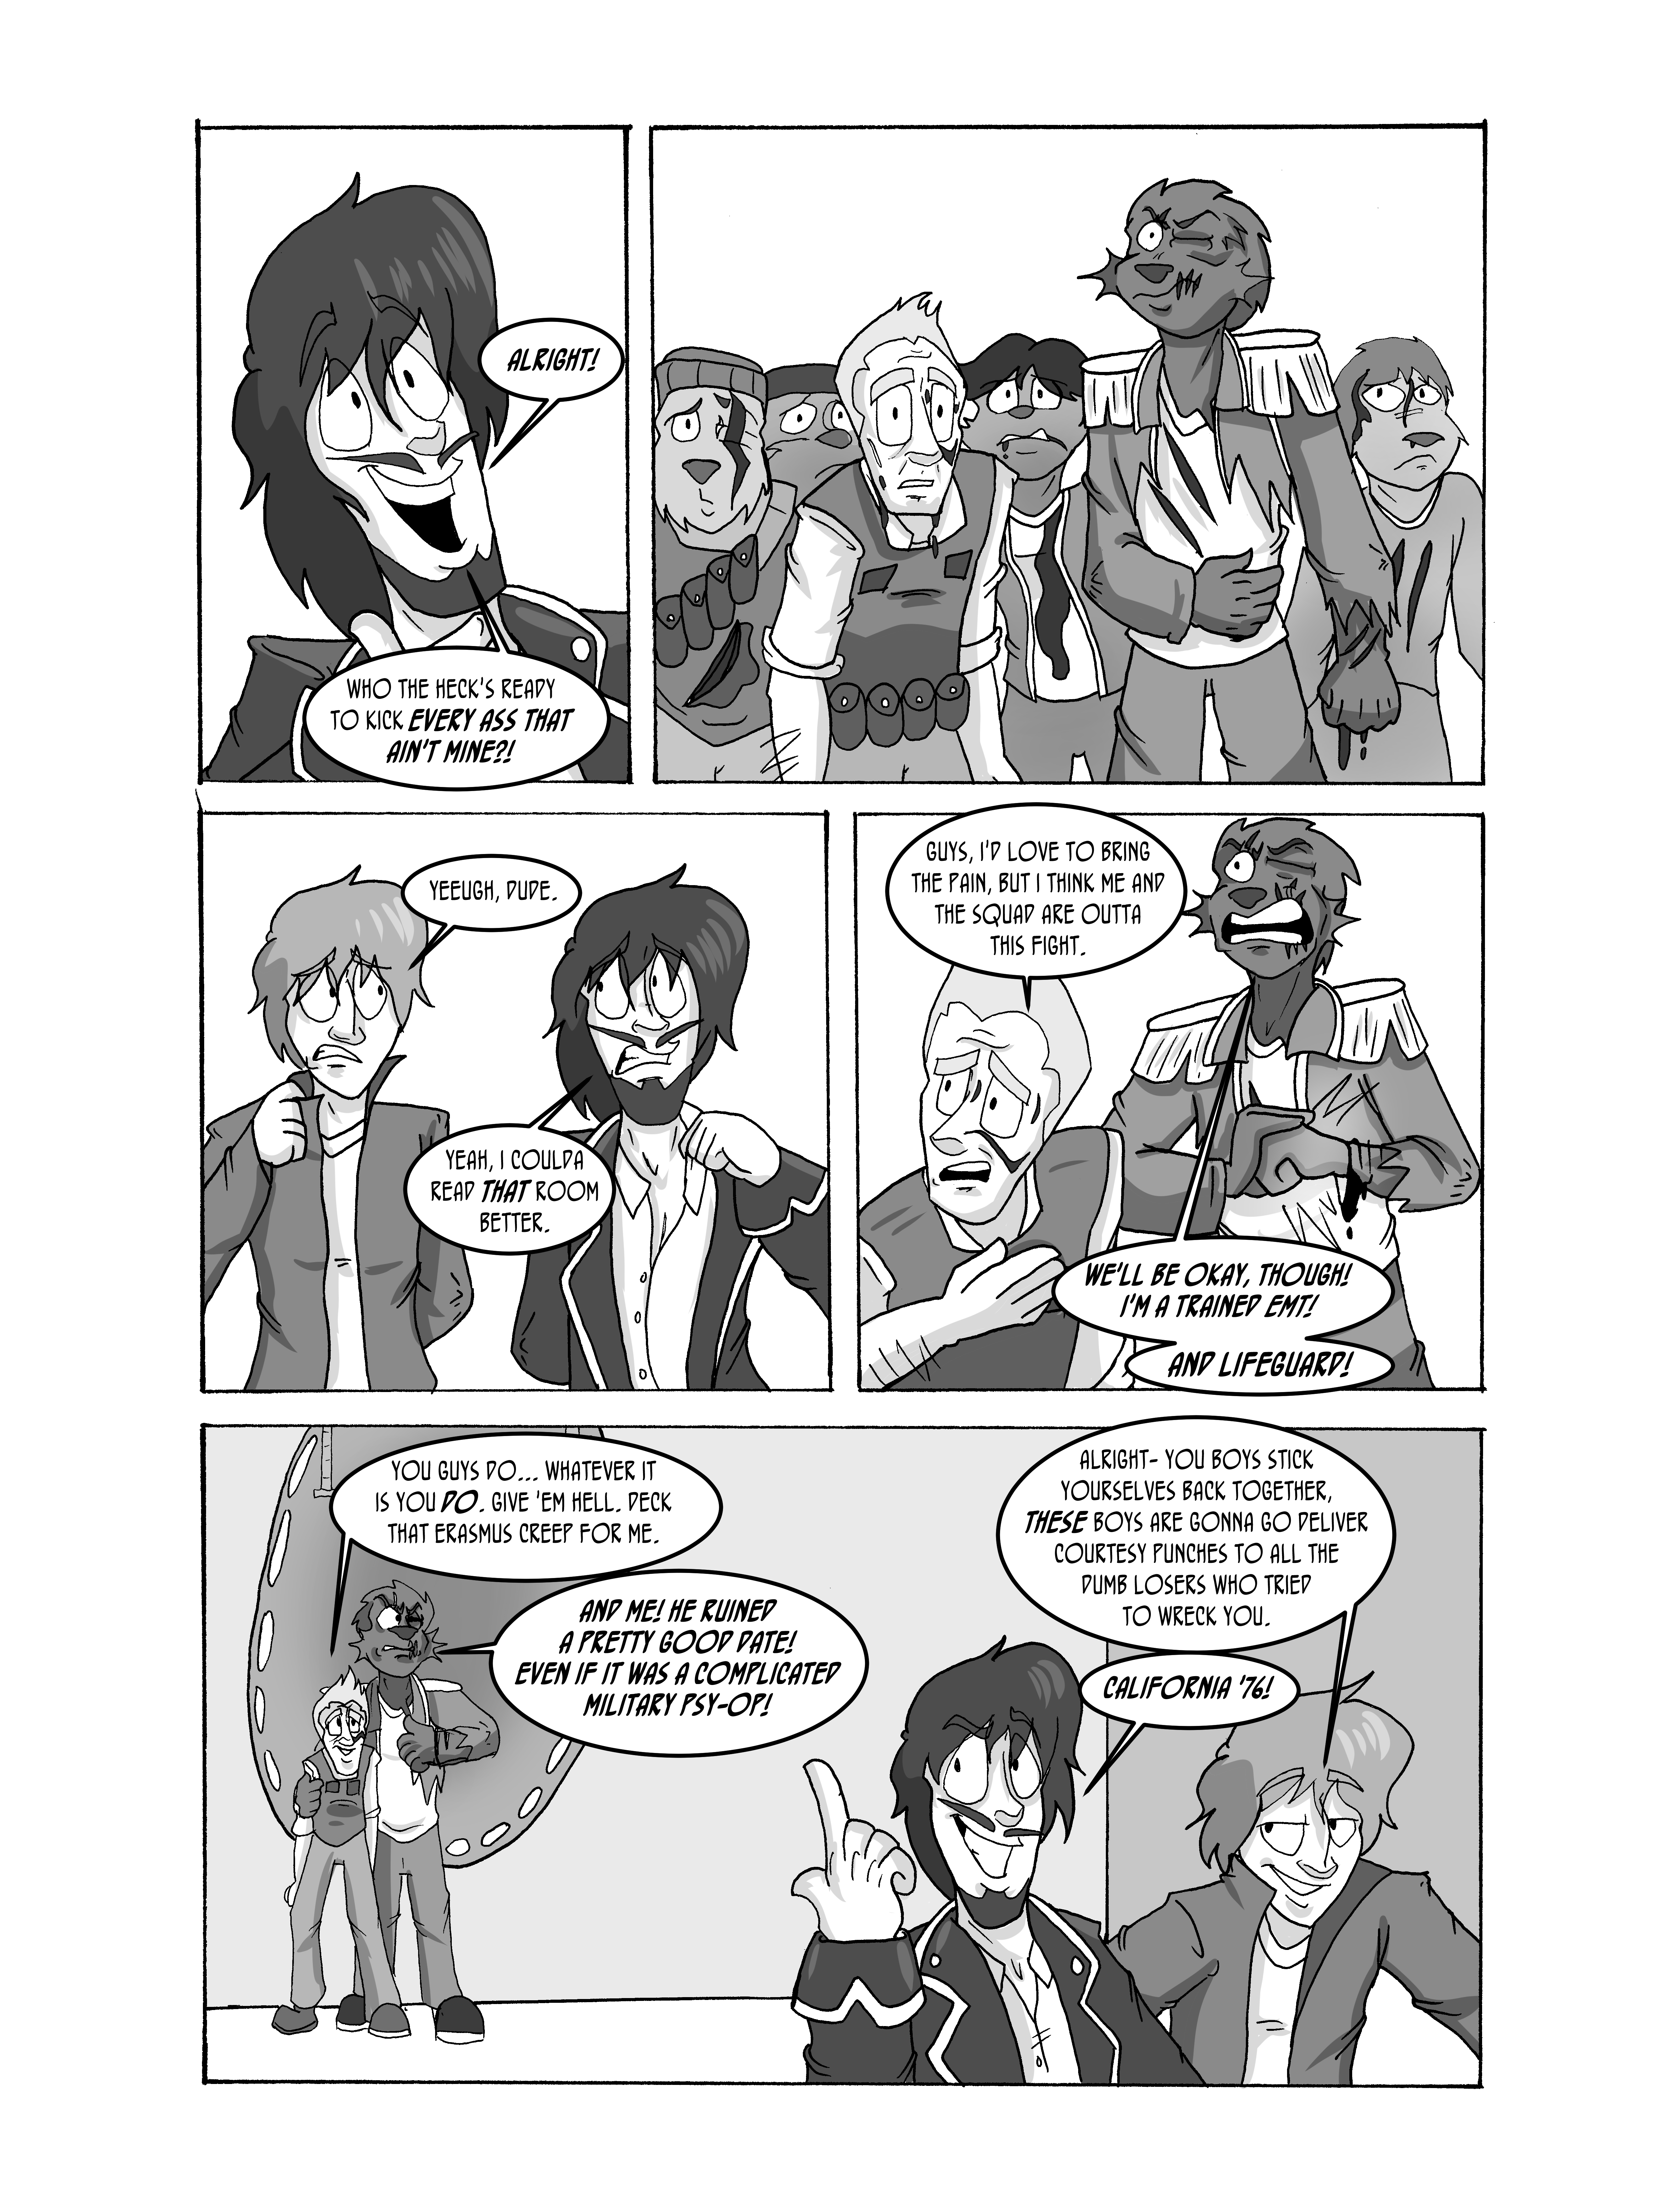 ALRIGHT!
WHO THE HECK'S READY
TO KICK EVERY ASS THAT
AIN'T MINE?!
YEEUGH, DUDE.
YEAH, I COULDA
READ THAT ROOM
BETTER.
GUYS, I'D LOVE TO BRING
THE PAIN, BUT I THINK ME AND
THE SQUAD ARE OUTTA
THIS FIGHT.
WE'LL BE OKAY, THOUGH!
I'M A TRAINED EMT!
AND LIFEGUARD!
YOU GUYS DO... WHATEVER IT
IS YOU DO. GIVE 'EM HELL. DECK
THAT ERASMUS CREEP FOR ME.
AND ME! HE RUINED
A PRETTY GOOD DATE!
EVEN IF IT WAS A COMPLICATED
MILITARY PSY-OP!
ALRIGHT- YOU BOYS STICK
YOURSELVES BACK TOGETHER,
THESE BOYS ARE GONNA GO DELIVER
COURTESY PUNCHES TO ALL THE
DUMB LOSERS WHO TRIED
TO WRECK YOU.
CALIFORNIA '76!